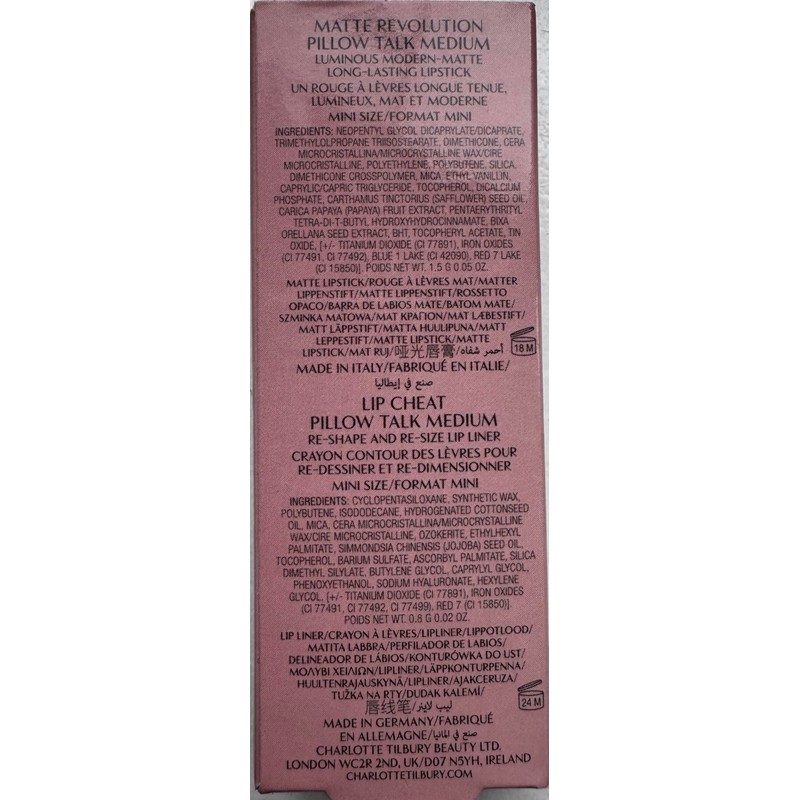 MATTE REVOLUTION
PILLOW TALK MEDIUM
LUMINOUS MODERN-MATTE
LONG-LASTING LIPSTICK
UN ROUGE À LÈVRES LONGUE TENUE,
LUMINEUX, MAT ET MODERNE
MINI SIZE/FORMAT MINI
INGREDIENTS: NEOPENTYL GLYCOL DICAPRYLATE/DICAPRATE,
TRIMETHYLOLPROPANE TRIISOSTEARATE, DIMETHICONE, CERA
MICROCRISTALLINA/MICROCRYSTALLINE WAX/CIRE
MICROCRISTALLINE, POLYETHYLENE, POLYBUTENE, SILICA,
DIMETHICONE CROSSPOLYMER, MICA, ETHYL VANILLIN,
CAPRYLIC/CAPRIC TRIGLYCERIDE, TOCOPHEROL, DICALCIUM
PHOSPHATE, CARTHAMUS TINCTORIUS (SAFFLOWER) SEED OIL,
CARICA PAPAYA (PAPAYA) FRUIT EXTRACT, PENTAERYTHRITYL
TETRA-DI-T-BUTYL HYDROXYHYDROCINNAMATE, BIXA
ORELLANA SEED EXTRACT, BHT, TOCOPHERYL ACETATE, TIN
OXIDE, [+/- TITANIUM DIOXIDE (CI 77891), IRON OXIDES
(CI 77491, CI 77492), BLUE 1 LAKE (CI 42090), RED 7 LAKE
(CI 15850)]. POIDS NET WT. 1.5 G 0.05 OZ.
MATTE LIPSTICK/ROUGE À LÈVRES MAT/MATTER
LIPPENSTIFT/MATTE LIPPENSTIFT/ROSSETTO
OPACO/BARRA DE LABIOS MATE/BATOM MATE/
SZMINKA MATOWA/ΜΑΤ ΚΡΑΓΙΟΝ/MAT LÆBESTIFT/
MATT LÄPPSTIFT/MATTA HUULIPUNA/MATT
LEPPESTIFT/MATTE LIPSTICK/MATTE
LIPSTICK/MAT RUJ/哑光唇膏/أحمر شفاه/
18 M
MADE IN ITALY/FABRIQUÉ EN ITALIE/
صنع في إيطاليا
LIP CHEAT
PILLOW TALK MEDIUM
RE-SHAPE AND RE-SIZE LIP LINER
CRAYON CONTOUR DES LÈVRES POUR
RE-DESSINER ET RE-DIMENSIONNER
MINI SIZE/FORMAT MINI
INGREDIENTS: CYCLOPENTASILOXANE, SYNTHETIC WAX,
POLYBUTENE, ISODODECANE, HYDROGENATED COTTONSEED
OIL, MICA, CERA MICROCRISTALLINA/MICROCRYSTALLINE
WAX/CIRE MICROCRISTALLINE, OZOKERITE, ETHYLHEXYL
PALMITATE, SIMMONDSIA CHINENSIS (JOJOBA) SEED OIL,
TOCOPHEROL, BARIUM SULFATE, ASCORBYL PALMITATE, SILICA
DIMETHYL SILYLATE, BUTYLENE GLYCOL, CAPRYLYL GLYCOL,
PHENOXYETHANOL, SODIUM HYALURONATE, HEXYLENE
GLYCOL, [+/- TITANIUM DIOXIDE (CI 77891), IRON OXIDES
(CI 77491, CI 77492, CI 77499), RED 7 (CI 15850)].
POIDS NET WT. 0.8 G 0.02 OZ.
LIP LINER/CRAYON À LÈVRES/LIPLINER/LIPPOTLOOD/
MATITA LABBRA/PERFILADOR DE LABIOS/
DELINEADOR DE LÁBIOS/KONTURÓWKA DO UST/
ΜΟΛΥΒΙ ΧΕΙΛΙΩΝ/LIPLINER/LÄPPKONTURPENNA/
HUULTENRAJAUSKYNÄ/LIPLINER/AJAKCERUZA/
TUŽKA NA RTY/DUDAK KALEMİ/
唇线笔/ليب لاينر/
24 M
MADE IN GERMANY/FABRIQUÉ
EN ALLEMAGNE/صنع في المانيا
CHARLOTTE TILBURY BEAUTY LTD,
LONDON WC2R 2ND, UK/D07 N5YH, IRELAND
CHARLOTTETILBURY.COM